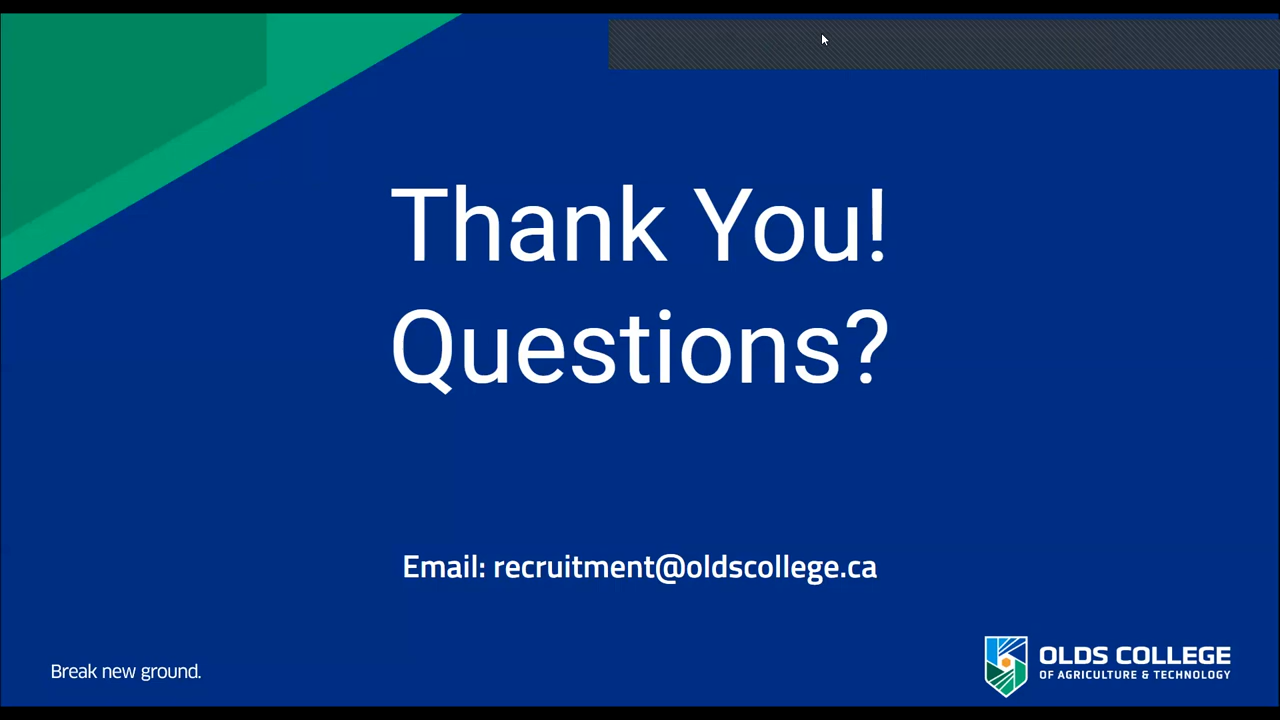 Thank You!
Questions?
Email: recruitment@oldscollege.ca
Break new ground.
OLDS COLLEGE
OF AGRICULTURE & TECHNOLOGY